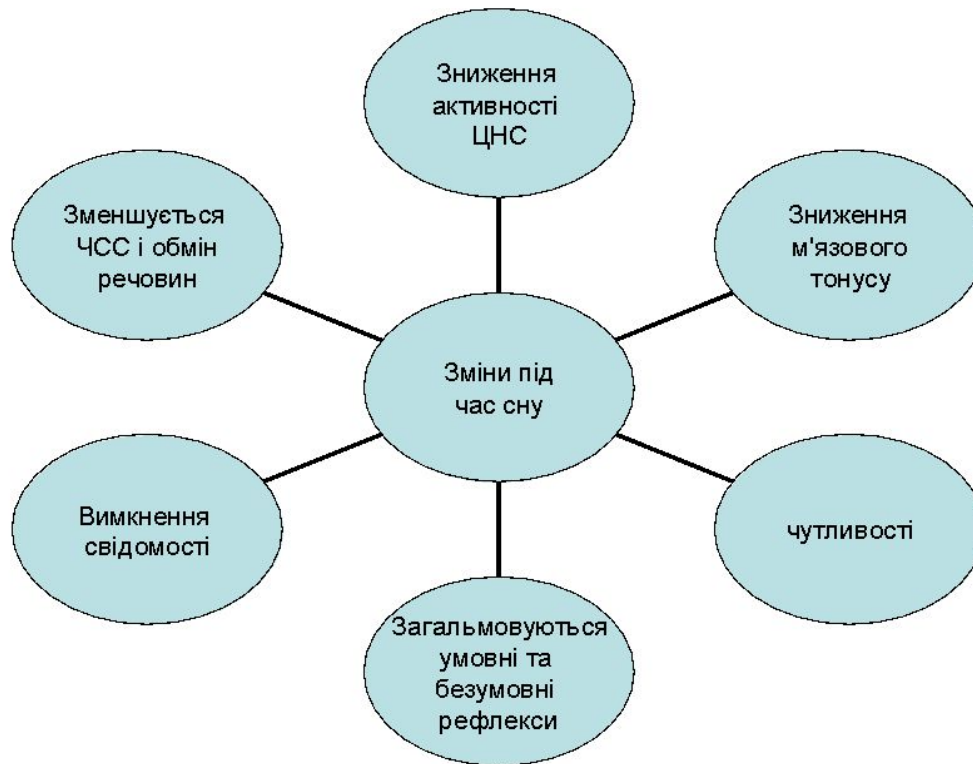 Зниження
активності
ЦНС
Зменшується
ЧСС і обмін
речовин
Зниження
м'язового
тонусу
Зміни під
час сну
Вимкнення
свідомості
чутливості
Загальмовуються
умовні та
безумовні
рефлекси